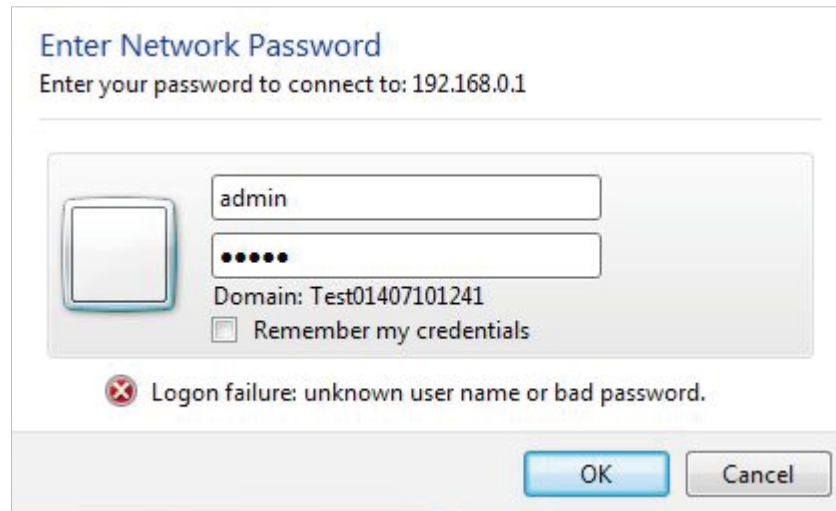 Enter Network Password
Enter your password to connect to: 192.168.0.1
admin
●●●●●
Domain: Test01407101241
Remember my credentials
Logon failure: unknown user name or bad password.
OK
Cancel